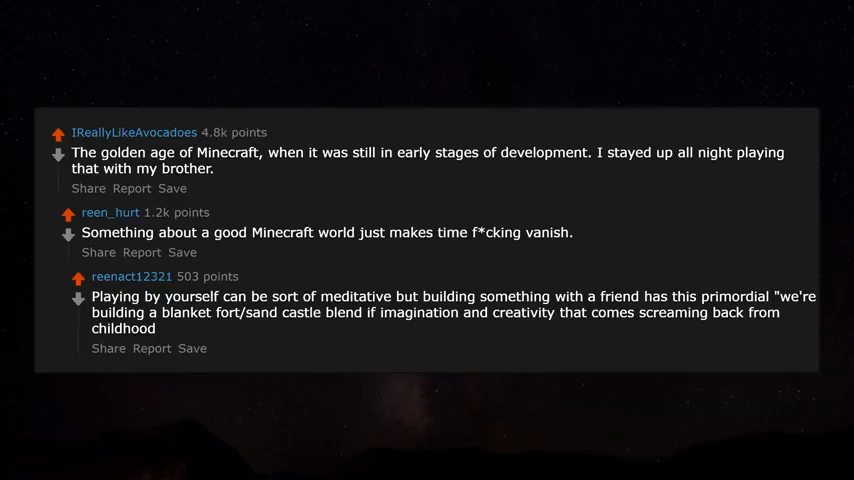 IReallyLikeAvocadoes 4.8k points
The golden age of Minecraft, when it was still in early stages of development. I stayed up all night playing
that with my brother.
Share Report Save
reen_hurt 1.2k points
Something about a good Minecraft world just makes time f*cking vanish.
Share Report Save
reenact12321 503 points
Playing by yourself can be sort of meditative but building something with a friend has this primordial "we're
building a blanket fort/sand castle blend if imagination and creativity that comes screaming back from
childhood
Share Report Save